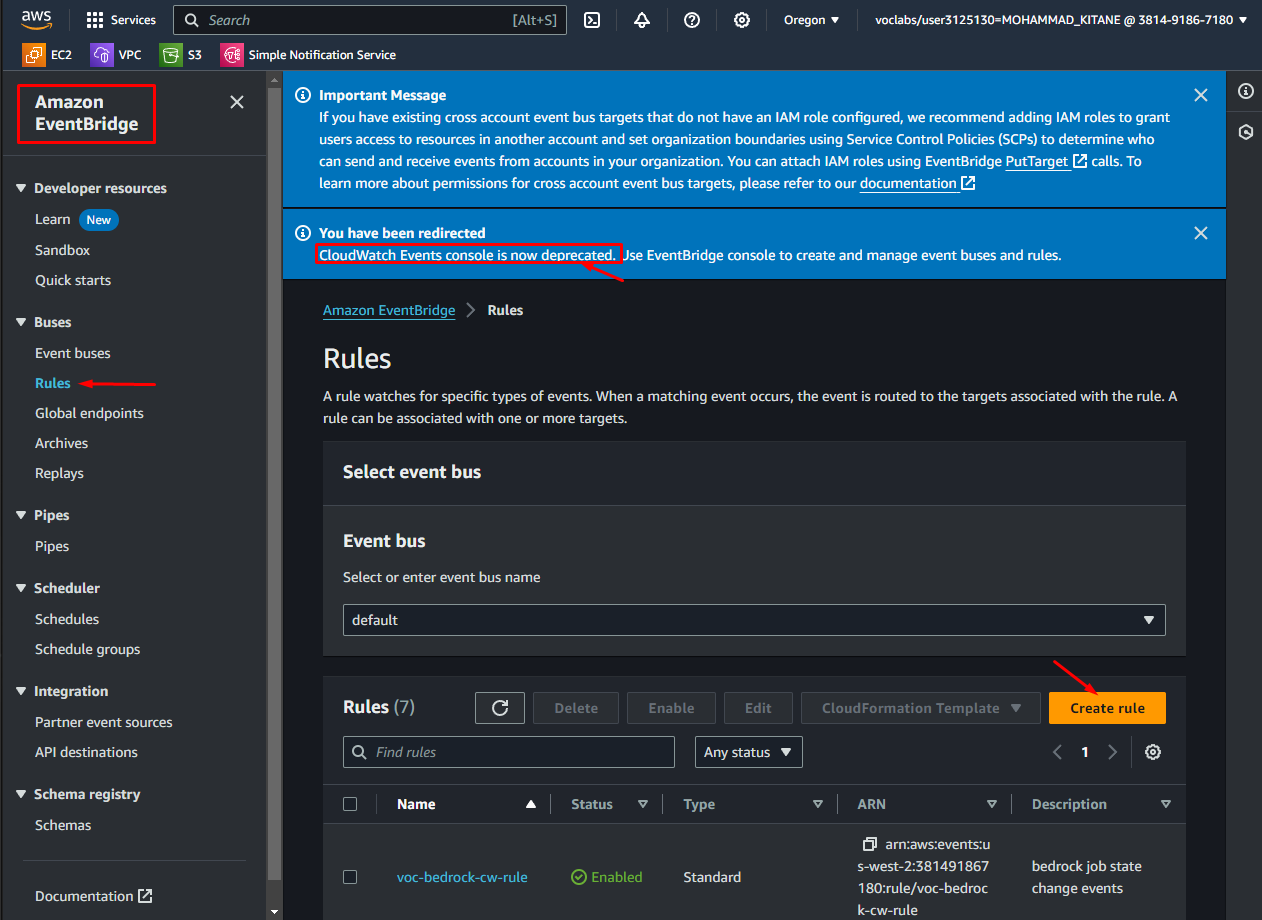 aws
Services
Search
[Alt+S]
Oregon
voclabs/user3125130=MOHAMMAD_KITANE @ 3814-9186-7180
EC2
VPC
S3
Simple Notification Service
Amazon
EventBridge
Developer resources
Learn New
Sandbox
Quick starts
Buses
Event buses
Rules
Global endpoints
Archives
Replays
Pipes
Pipes
Scheduler
Schedules
Schedule groups
Integration
Partner event sources
API destinations
Schema registry
Schemas
Documentation
Important Message
If you have existing cross account event bus targets that do not have an IAM role configured, we recommend adding IAM roles to grant
users access to resources in another account and set organization boundaries using Service Control Policies (SCPs) to determine who
can send and receive events from accounts in your organization. You can attach IAM roles using EventBridge PutTarget calls. To
learn more about permissions for cross account event bus targets, please refer to our documentation
You have been redirected
CloudWatch Events console is now deprecated. Use EventBridge console to create and manage event buses and rules.
Amazon EventBridge
Rules
Rules
A rule watches for specific types of events. When a matching event occurs, the event is routed to the targets associated with the rule. A
rule can be associated with one or more targets.
Select event bus
Event bus
Select or enter event bus name
default
Rules (7)
Delete
Enable
Edit
CloudFormation Template
Create rule
Find rules
Any status
1
Name
Status
Type
ARN
Description
voc-bedrock-cw-rule
Enabled
Standard
arn:aws:events:u
s-west-2:381491867
180:rule/voc-bedroc
k-cw-rule
bedrock job state
change events